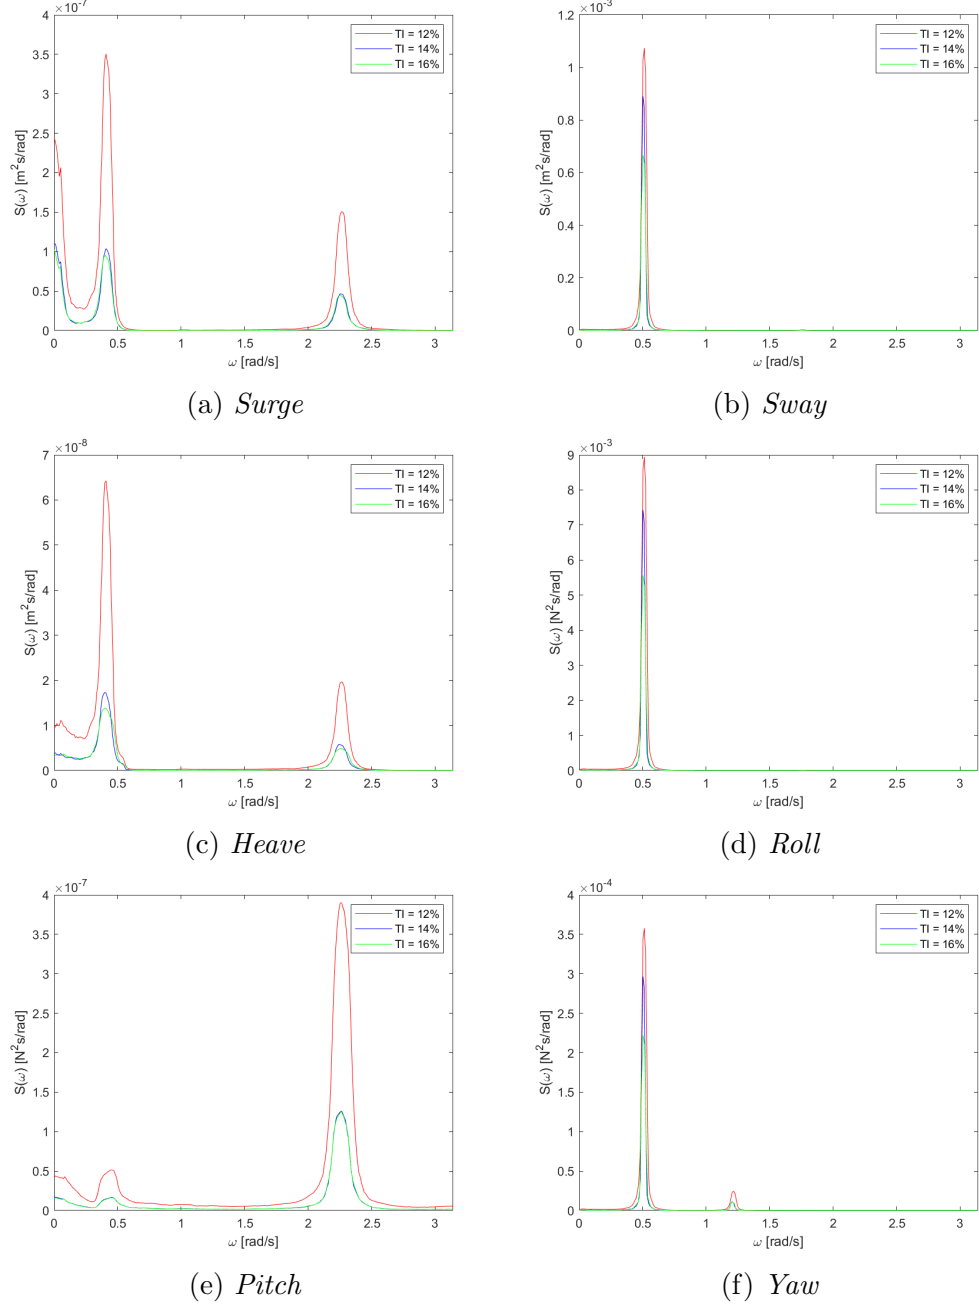 ×10⁻⁷
4
3.5
3
2.5
2
1.5
1
0.5
0
S(ω) [m²s/rad]
TI = 12%
TI = 14%
TI = 16%
0 0.5 1 1.5 2 2.5 3
ω [rad/s]
(a) Surge
×10⁻³
1.2
1
0.8
0.6
0.4
0.2
0
S(ω) [m²s/rad]
TI = 12%
TI = 14%
TI = 16%
0 0.5 1 1.5 2 2.5 3
ω [rad/s]
(b) Sway
×10⁻⁸
7
6
5
4
3
2
1
0
S(ω) [m²s/rad]
TI = 12%
TI = 14%
TI = 16%
0 0.5 1 1.5 2 2.5 3
ω [rad/s]
(c) Heave
×10⁻³
9
8
7
6
5
4
3
2
1
0
S(ω) [N²s/rad]
TI = 12%
TI = 14%
TI = 16%
0 0.5 1 1.5 2 2.5 3
ω [rad/s]
(d) Roll
×10⁻⁷
4
3.5
3
2.5
2
1.5
1
0.5
0
S(ω) [N²s/rad]
TI = 12%
TI = 14%
TI = 16%
0 0.5 1 1.5 2 2.5 3
ω [rad/s]
(e) Pitch
×10⁻⁴
4
3.5
3
2.5
2
1.5
1
0.5
0
S(ω) [N²s/rad]
TI = 12%
TI = 14%
TI = 16%
0 0.5 1 1.5 2 2.5 3
ω [rad/s]
(f) Yaw